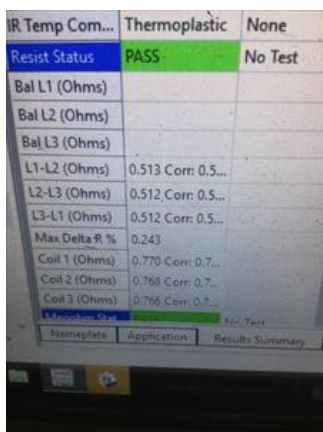 IR Temp Com... Thermoplastic None
Resist Status PASS No Test
Bal L1 (Ohms)
Bal L2 (Ohms)
Bal L3 (Ohms)
L1-L2 (Ohms) 0.513 Corr: 0.5...
L2-L3 (Ohms) 0.512 Corr: 0.5...
L3-L1 (Ohms) 0.512 Corr: 0.5...
Max Delta R % 0.243
Coil 1 (Ohms) 0.770 Corr: 0.7...
Coil 2 (Ohms) 0.768 Corr: 0.7...
Coil 3 (Ohms) 0.766 Corr: 0.7...
Megohm Stat PASS No Test
Nameplate Application Results Summary